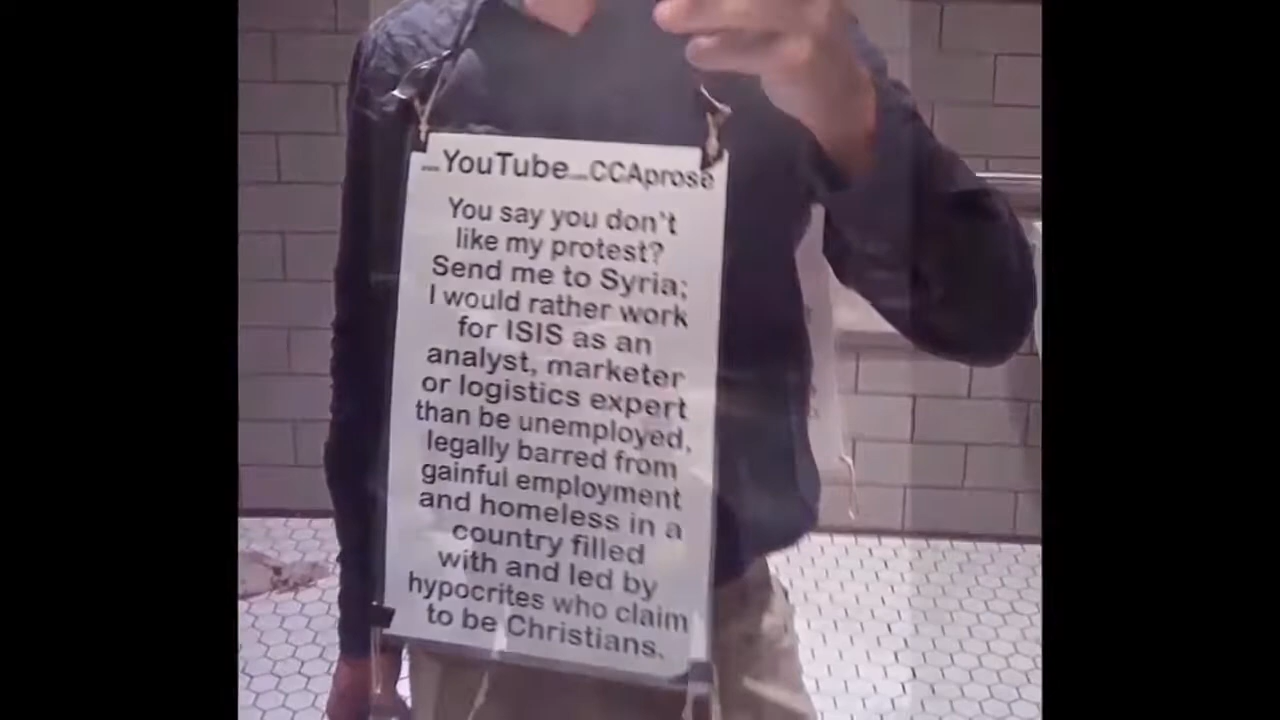 ...YouTube...CCAprose
You say you don't
like my protest?
Send me to Syria;
I would rather work
for ISIS as an
analyst, marketer
or logistics expert
than be unemployed,
legally barred from
gainful employment
and homeless in a
country filled
with and led by
hypocrites who claim
to be Christians.